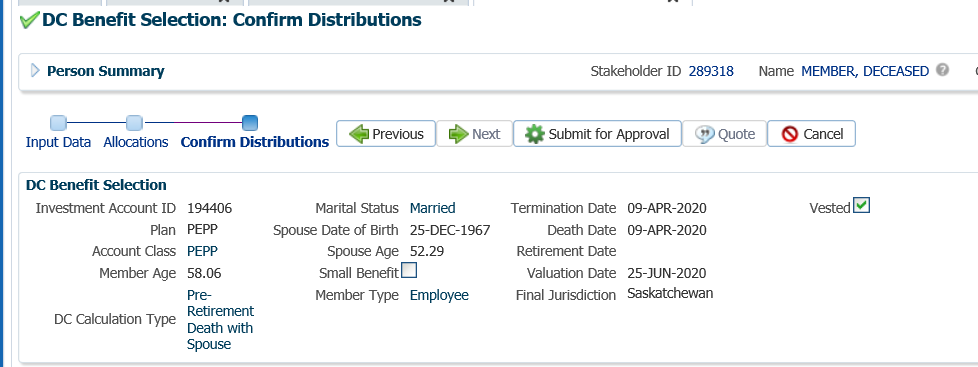 DC Benefit Selection: Confirm Distributions
Person Summary Stakeholder ID 289318 Name MEMBER, DECEASED
Input Data Allocations Confirm Distributions Previous Next Submit for Approval Quote Cancel
DC Benefit Selection
Investment Account ID 194406 Marital Status Married Termination Date 09-APR-2020 Vested
Plan PEPP Spouse Date of Birth 25-DEC-1967 Death Date 09-APR-2020
Account Class PEPP Spouse Age 52.29 Retirement Date
Member Age 58.06 Small Benefit Valuation Date 25-JUN-2020
Member Type Employee Final Jurisdiction Saskatchewan
DC Calculation Type Pre-
Retirement
Death with
Spouse